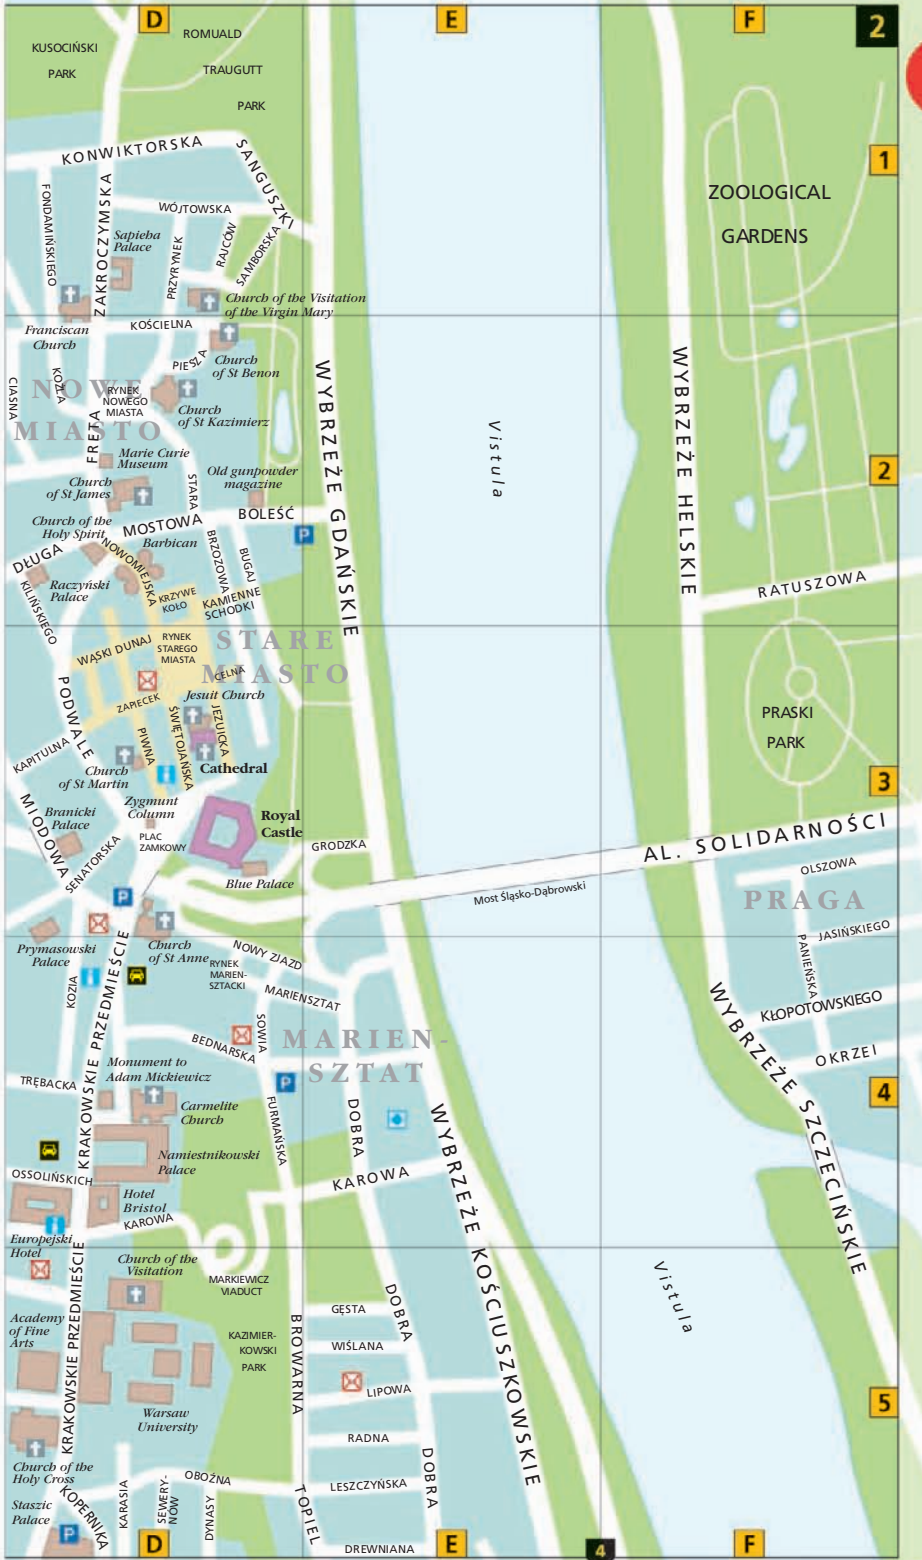 D
E
F
2
KUSOCIŃSKI
PARK
ROMUALD
TRAUGUTT
PARK
KONWIKTORSKA
SANGUSZKI
1
FONDAMIŃSKIEGO
ZAKROCZYMSKA
WÓJTOWSKA
Sapieha
Palace
PRZYRYNEK
RAJCÓW
SAMBORSKA
ZOOLOGICAL
GARDENS
Church of the Visitation
of the Virgin Mary
Franciscan
Church
KOŚCIELNA
PIESZA
Church
of St Benon
CIASNA
KOŹLA
NOWE
MIASTO
RYNEK
NOWEGO
MIASTA
Church
of St Kazimierz
FRETA
WYBRZEŻE GDAŃSKIE
Vistula
WYBRZEŻE HELSKIE
2
Marie Curie
Museum
Church
of St James
STARA
Old gunpowder
magazine
BOLEŚĆ
Church of the
Holy Spirit
MOSTOWA
DŁUGA
NOWOMIEJSKA
Barbican
BRZOZOWA
BUGAJ
P
Raczyński
Palace
KILIŃSKIEGO
KRZYWE
KOŁO
KAMIENNE
SCHODKI
RATUSZOWA
WĄSKI DUNAJ
RYNEK
STAREGO
MIASTA
STARE
MIASTO
CELNA
Jesuit Church
ZAPIECEK
PODWALE
PIWNA
ŚWIĘTOJAŃSKA
JEZUICKA
PRASKI
PARK
KAPITULNA
Church
of St Martin
Cathedral
3
MIODOWA
Branicki
Palace
Zygmunt
Column
PLAC
ZAMKOWY
Royal
Castle
SENATORSKA
GRODZKA
AL. SOLIDARNOŚCI
Blue Palace
Most Śląsko-Dąbrowski
OLSZOWA
PRAGA
P
Prymasowski
Palace
Church
of St Anne
NOWY ZJAZD
JASIŃSKIEGO
PANIEŃSKA
KOZIA
KRAKOWSKIE PRZEDMIEŚCIE
RYNEK
MARIEN-
SZTACKI
MARIENSZTAT
KŁOPOTOWSKIEGO
WYBRZEŻE SZCZECIŃSKIE
BEDNARSKA
SOWIA
MARIEN-
SZTAT
OKRZEI
TRĘBACKA
Monument to
Adam Mickiewicz
P
4
Carmelite
Church
FURMAŃSKA
DOBRA
WYBRZEŻE KOŚCIUSZKOWSKIE
Namiestnikowski
Palace
OSSOLIŃSKICH
KAROWA
Hotel
Bristol
KAROWA
Europejski
Hotel
Church of the
Visitation
MARKIEWICZ
VIADUCT
Vistula
Academy
of Fine
Arts
KRAKOWSKIE PRZEDMIEŚCIE
KAZIMIER-
KOWSKI
PARK
BROWARNA
GĘSTA
DOBRA
WIŚLANA
LIPOWA
5
Warsaw
University
RADNA
Church of the
Holy Cross
OBOŹNA
LESZCZYŃSKA
DOBRA
Staszic
Palace
KOPERNIKA
KARASIA
SEWERY-
NÓW
DYNASY
TOPIEL
P
DREWNIANA
D
E
4
F